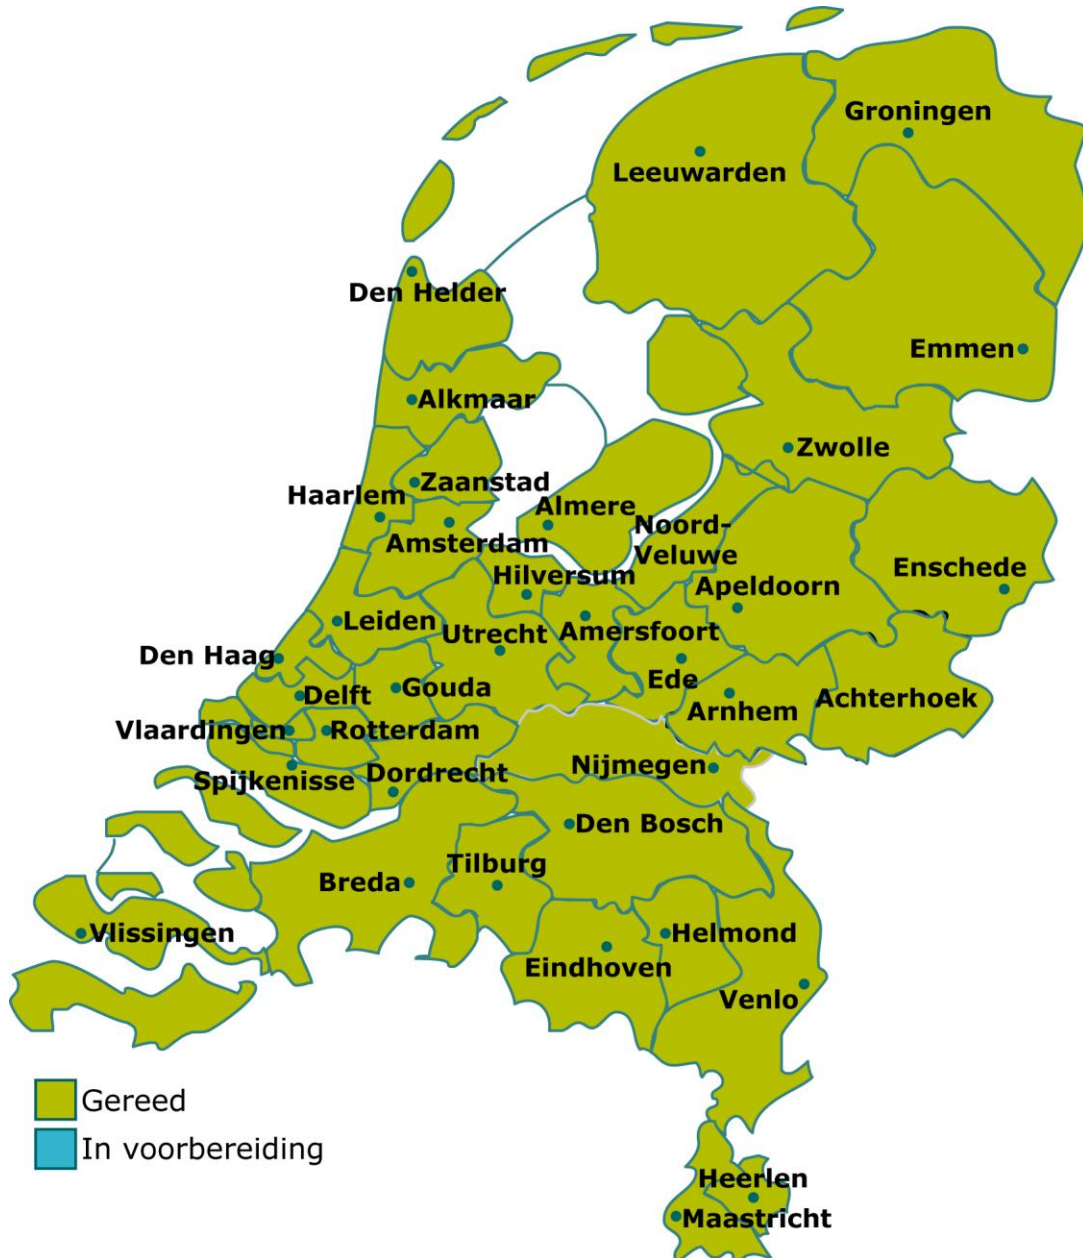 Groningen
Leeuwarden
Den Helder
Emmen
Alkmaar
Zwolle
Zaanstad
Haarlem
Almere
Noord-
Veluwe
Amsterdam
Hilversum
Enschede
Apeldoorn
Leiden
Utrecht
Amersfoort
Den Haag
Ede
Gouda
Delft
Achterhoek
Arnhem
Vlaardingen
Rotterdam
Nijmegen
Dordrecht
Spijkenisse
Den Bosch
Tilburg
Breda
Vlissingen
Helmond
Eindhoven
Venlo
Gereed
In voorbereiding
Heerlen
Maastricht